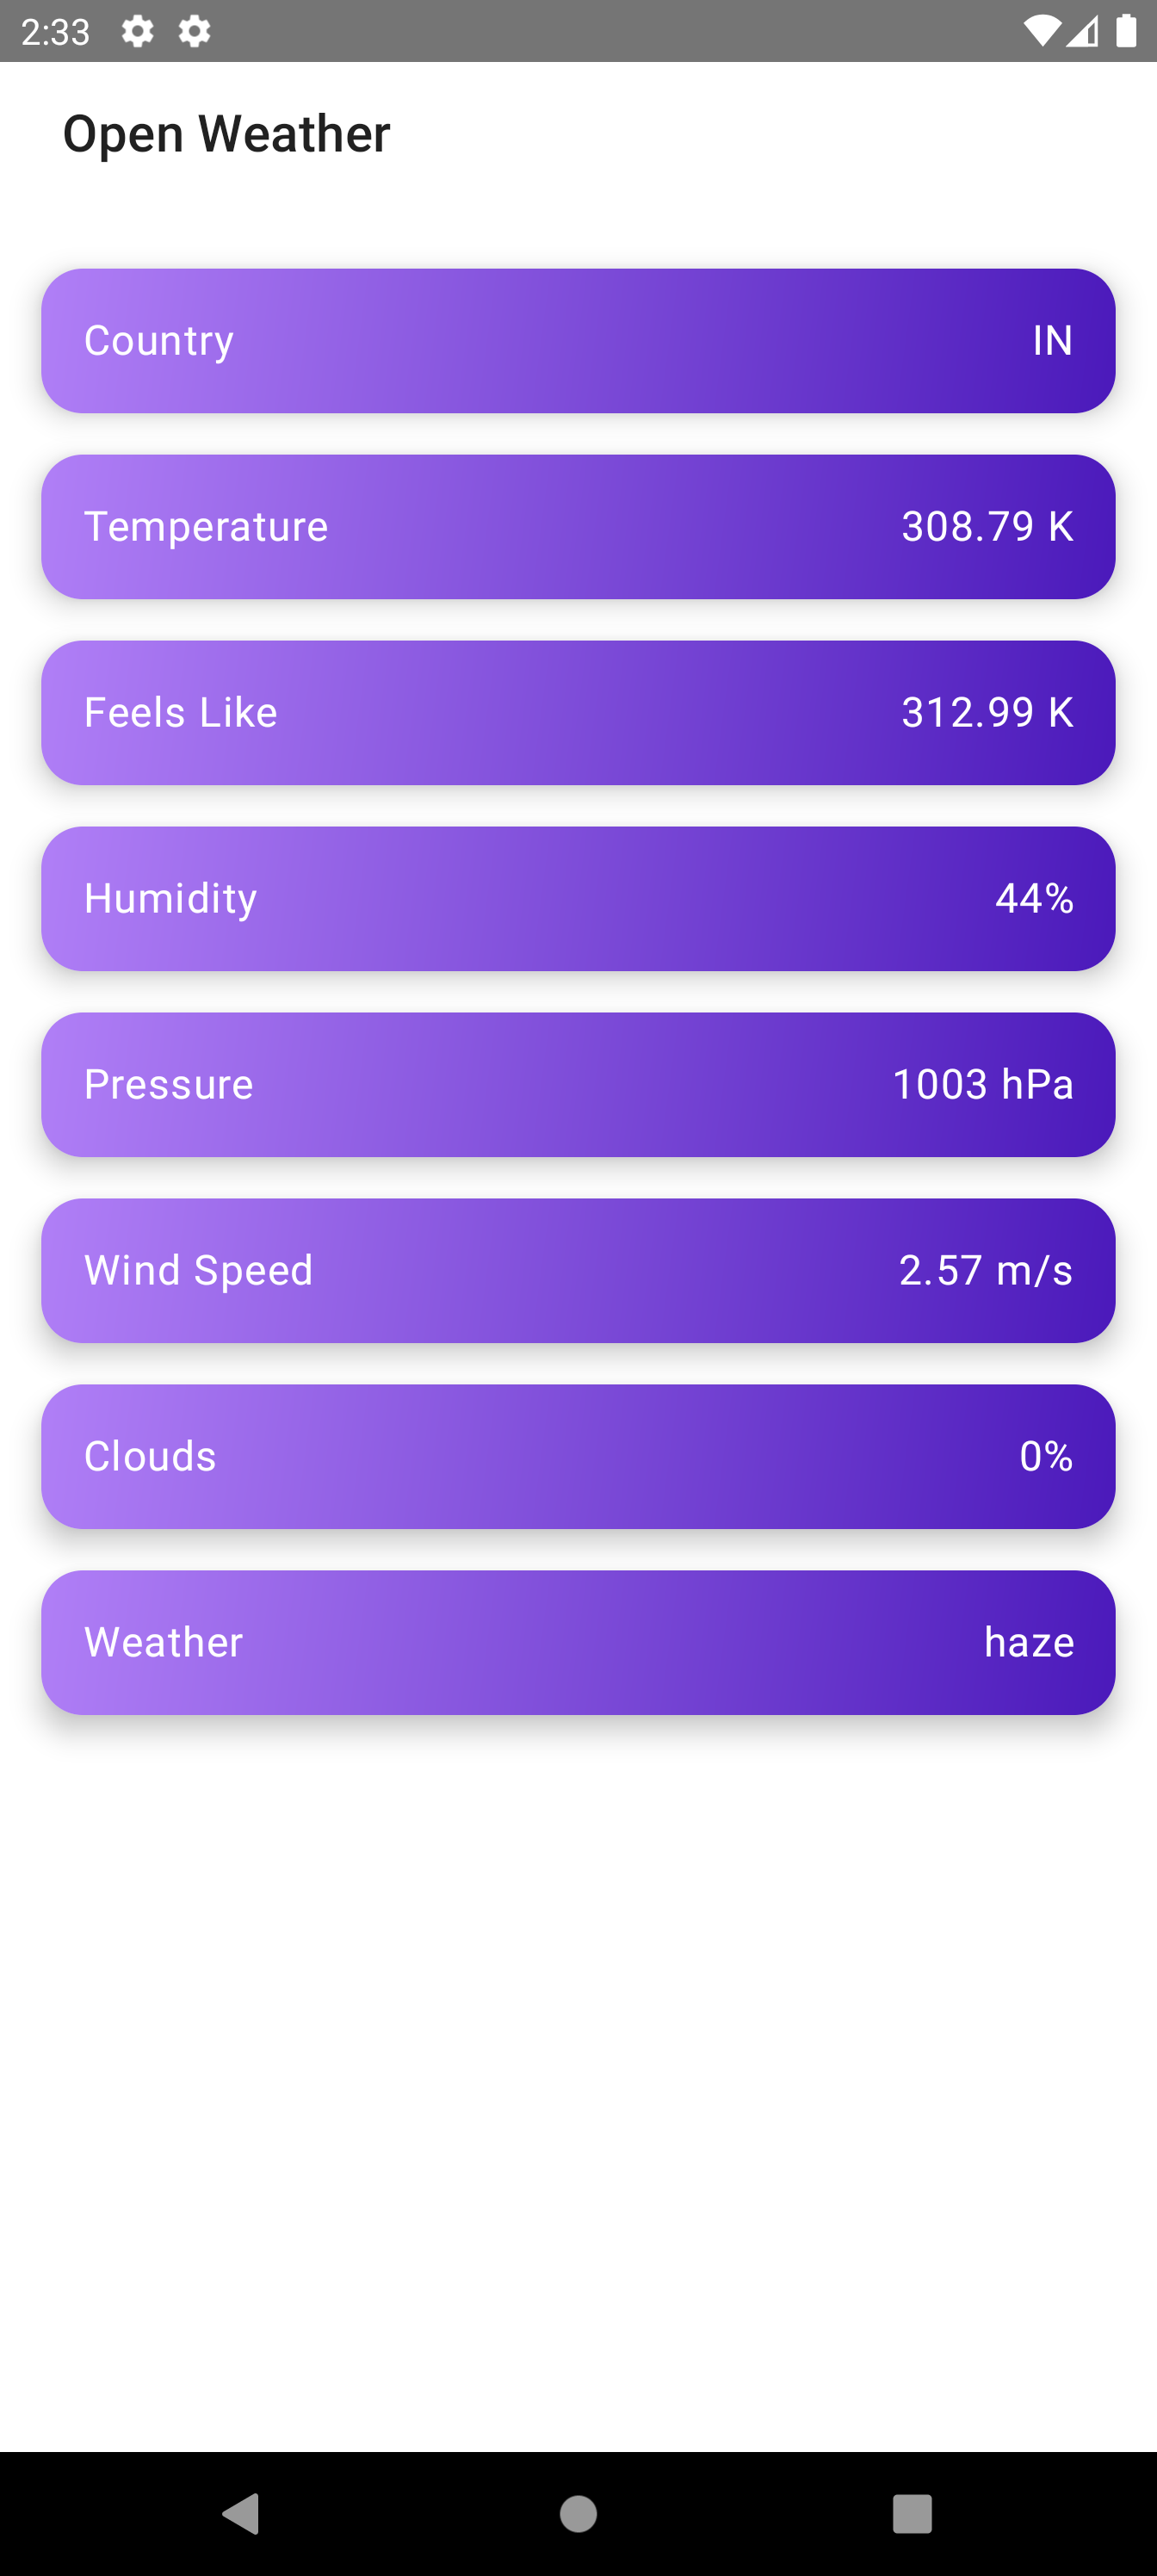 2:33
Open Weather
Country IN
Temperature 308.79 K
Feels Like 312.99 K
Humidity 44%
Pressure 1003 hPa
Wind Speed 2.57 m/s
Clouds 0%
Weather haze